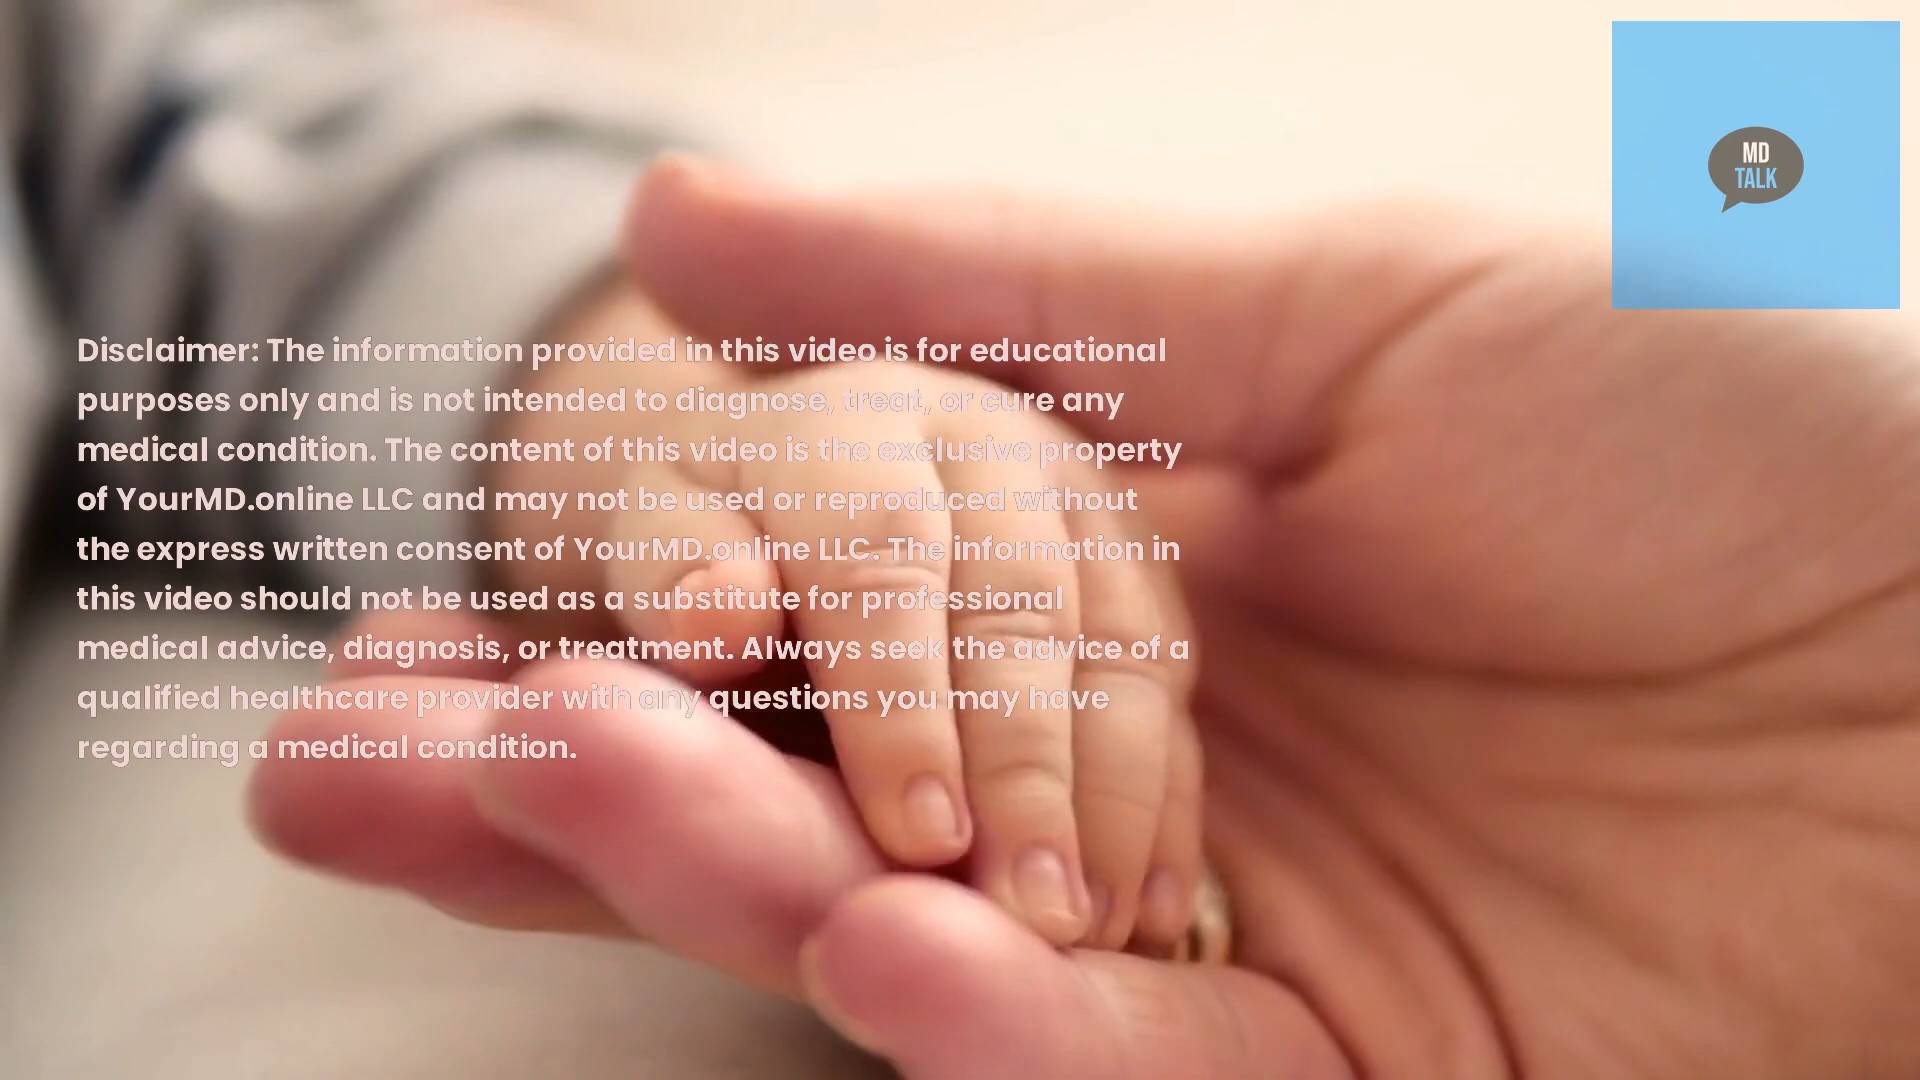 MD
TALK
Disclaimer: The information provided in this video is for educational
purposes only and is not intended to diagnose, treat, or cure any
medical condition. The content of this video is the exclusive property
of YourMD.online LLC and may not be used or reproduced without
the express written consent of YourMD.online LLC. The information in
this video should not be used as a substitute for professional
medical advice, diagnosis, or treatment. Always seek the advice of a
qualified healthcare provider with any questions you may have
regarding a medical condition.